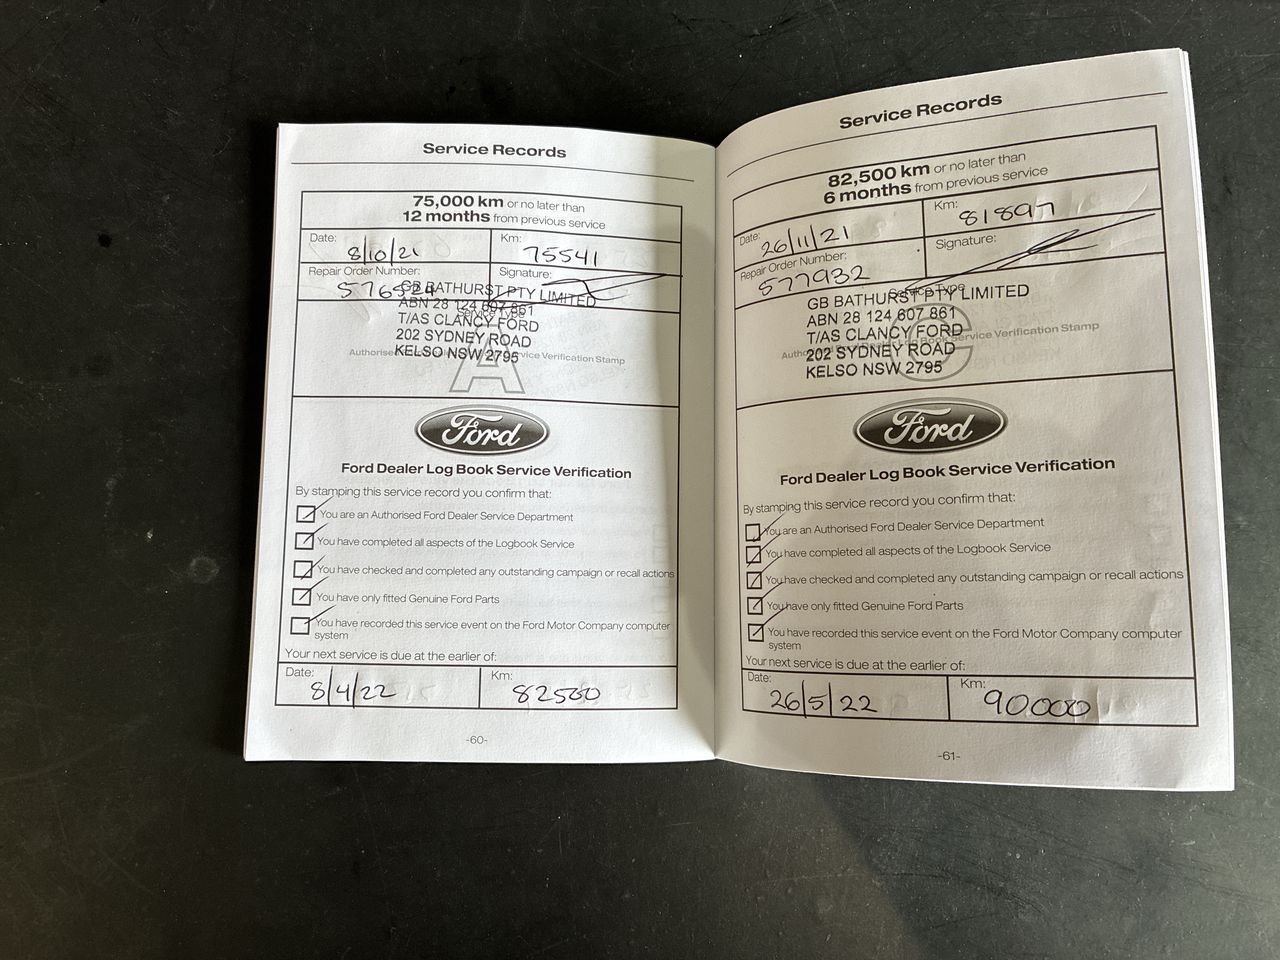 Service Records
75,000 km or no later than
12 months from previous service
Date:
8/10/21
Km:
75541
Repair Order Number:
576524
Signature:
GB BATHURST PTY LIMITED
ABN 28 124 607 861
Service Type
T/AS CLANCY FORD
202 SYDNEY ROAD
Authorised Service Verification Stamp
KELSO NSW 2795
A
Ford
Ford Dealer Log Book Service Verification
By stamping this service record you confirm that:
You are an Authorised Ford Dealer Service Department
You have completed all aspects of the Logbook Service
You have checked and completed any outstanding campaign or recall actions
You have only fitted Genuine Ford Parts
You have recorded this service event on the Ford Motor Company computer
system
Your next service is due at the earlier of:
Date:
8/4/22
Km:
82500
-60-
Service Records
82,500 km or no later than
6 months from previous service
Date:
26/11/21
Km:
81897
Repair Order Number:
577932
Signature:
Service Type
GB BATHURST PTY LIMITED
ABN 28 124 607 861
T/AS CLANCY FORD
Service Verification Stamp
202 SYDNEY ROAD
KELSO NSW 2795
C
Ford
Ford Dealer Log Book Service Verification
By stamping this service record you confirm that:
You are an Authorised Ford Dealer Service Department
You have completed all aspects of the Logbook Service
You have checked and completed any outstanding campaign or recall actions
You have only fitted Genuine Ford Parts
You have recorded this service event on the Ford Motor Company computer
system
Your next service is due at the earlier of:
Date:
26/5/22
Km:
90000
-61-